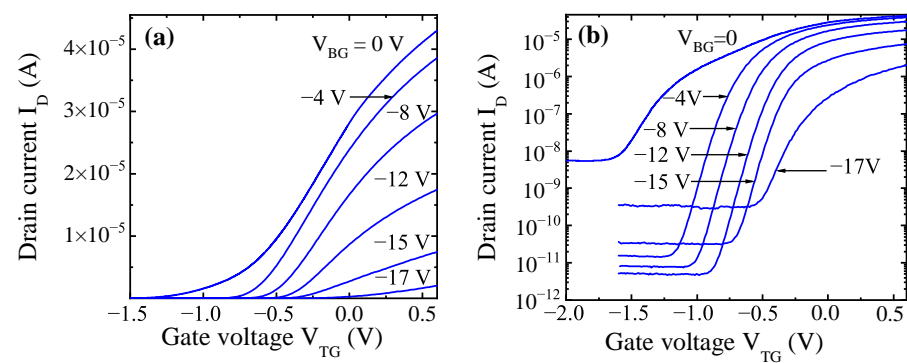 (a)
V_BG = 0 V
−4 V
−8 V
−12 V
−15 V
−17 V
4×10⁻⁵
3×10⁻⁵
2×10⁻⁵
1×10⁻⁵
Drain current I_D (A)
−1.5 −1.0 −0.5 0.0 0.5
Gate voltage V_TG (V)
(b)
V_BG=0
−4V
−8 V
−12 V
−15 V
−17V
10⁻⁵
10⁻⁶
10⁻⁷
10⁻⁸
10⁻⁹
10⁻¹⁰
10⁻¹¹
10⁻¹²
Drain current I_D (A)
−2.0 −1.5 −1.0 −0.5 0.0 0.5
Gate voltage V_TG (V)